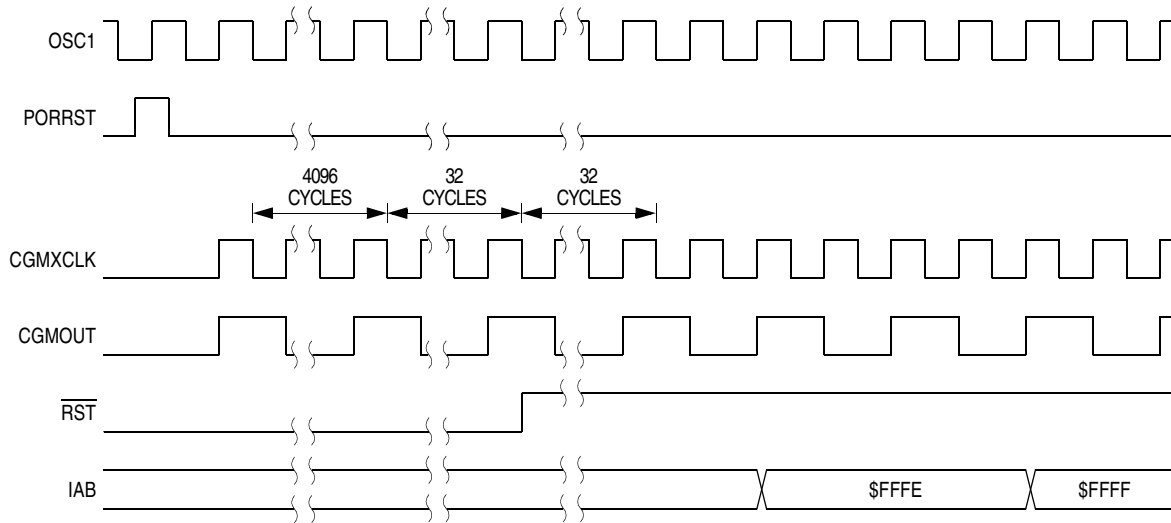 OSC1
PORRST
4096
CYCLES
32
CYCLES
32
CYCLES
CGMXCLK
CGMOUT
RST
IAB
$FFFE
$FFFF